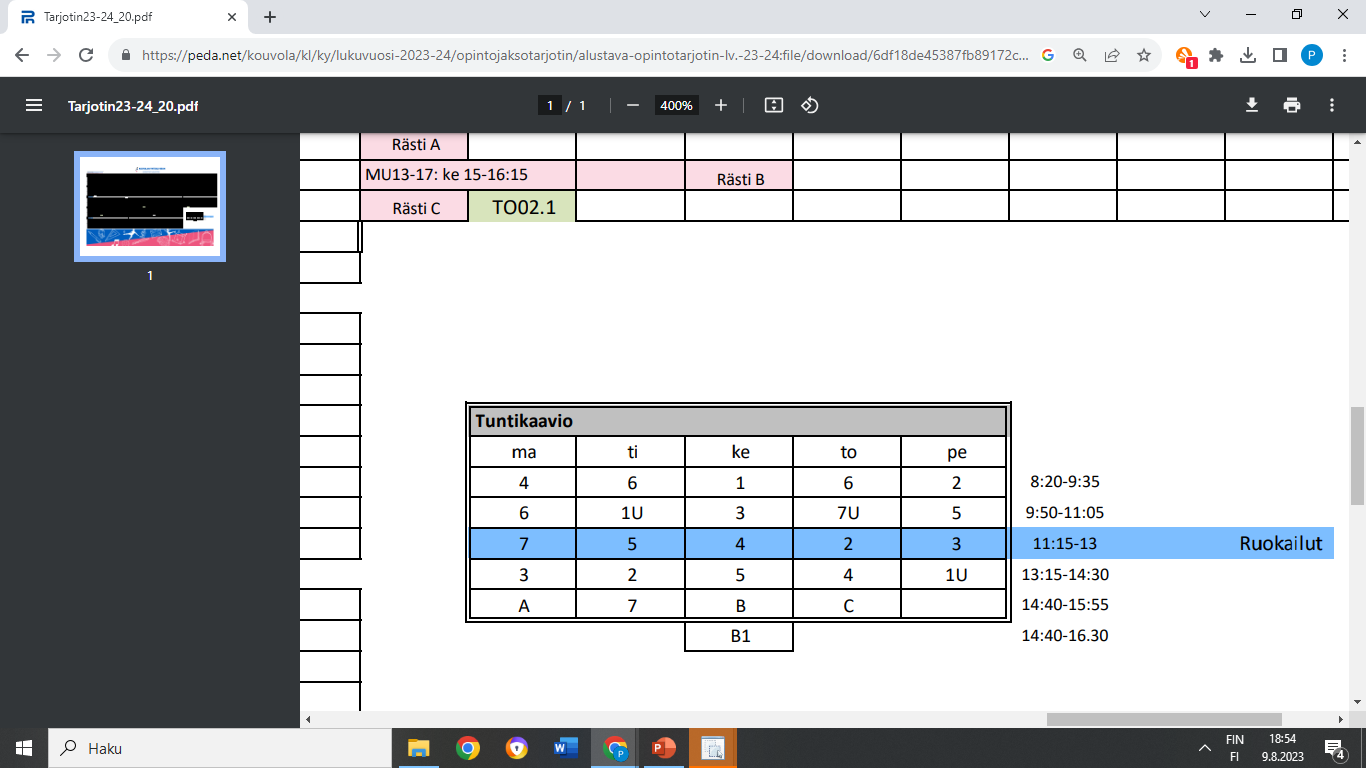 Tarjotin23-24_20.pdf
https://peda.net/kouvola/kl/ky/lukuvuosi-2023-24/opintojaksotarjotin/alustava-opintotarjotin-lv.-23-24:file/download/6df18de45387fb89172c...
1
P
Tarjotin23-24_20.pdf
1 / 1
400%
Rästi A
MU13-17: ke 15-16:15 Rästi B
Rästi C TO02.1
1
Tuntikaavio
ma ti ke to pe
4 6 1 6 2 8:20-9:35
6 1U 3 7U 5 9:50-11:05
7 5 4 2 3 11:15-13 Ruokailut
3 2 5 4 1U 13:15-14:30
A 7 B C 14:40-15:55
B1 14:40-16.30
Haku
FIN
FI
18:54
9.8.2023
4